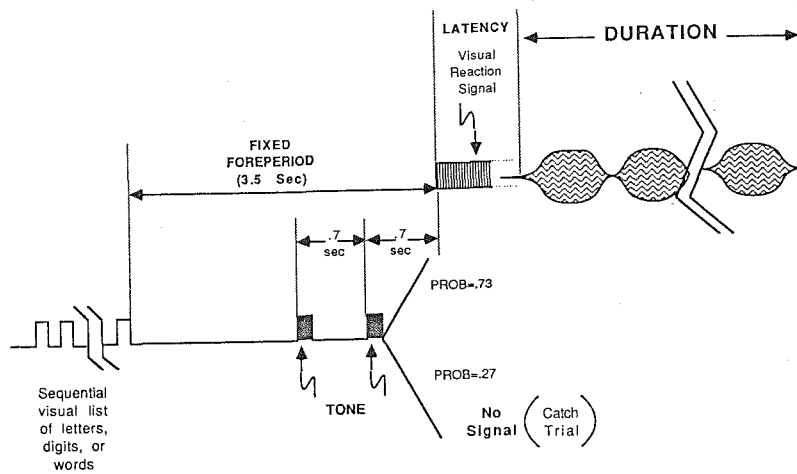 LATENCY
Visual
Reaction
Signal
DURATION
FIXED
FOREPERIOD
(3.5 Sec)
.7
sec
.7
sec
PROB=.73
PROB=.27
Sequential
visual list
of letters,
digits, or
words
TONE
No
Signal
(Catch
Trial)